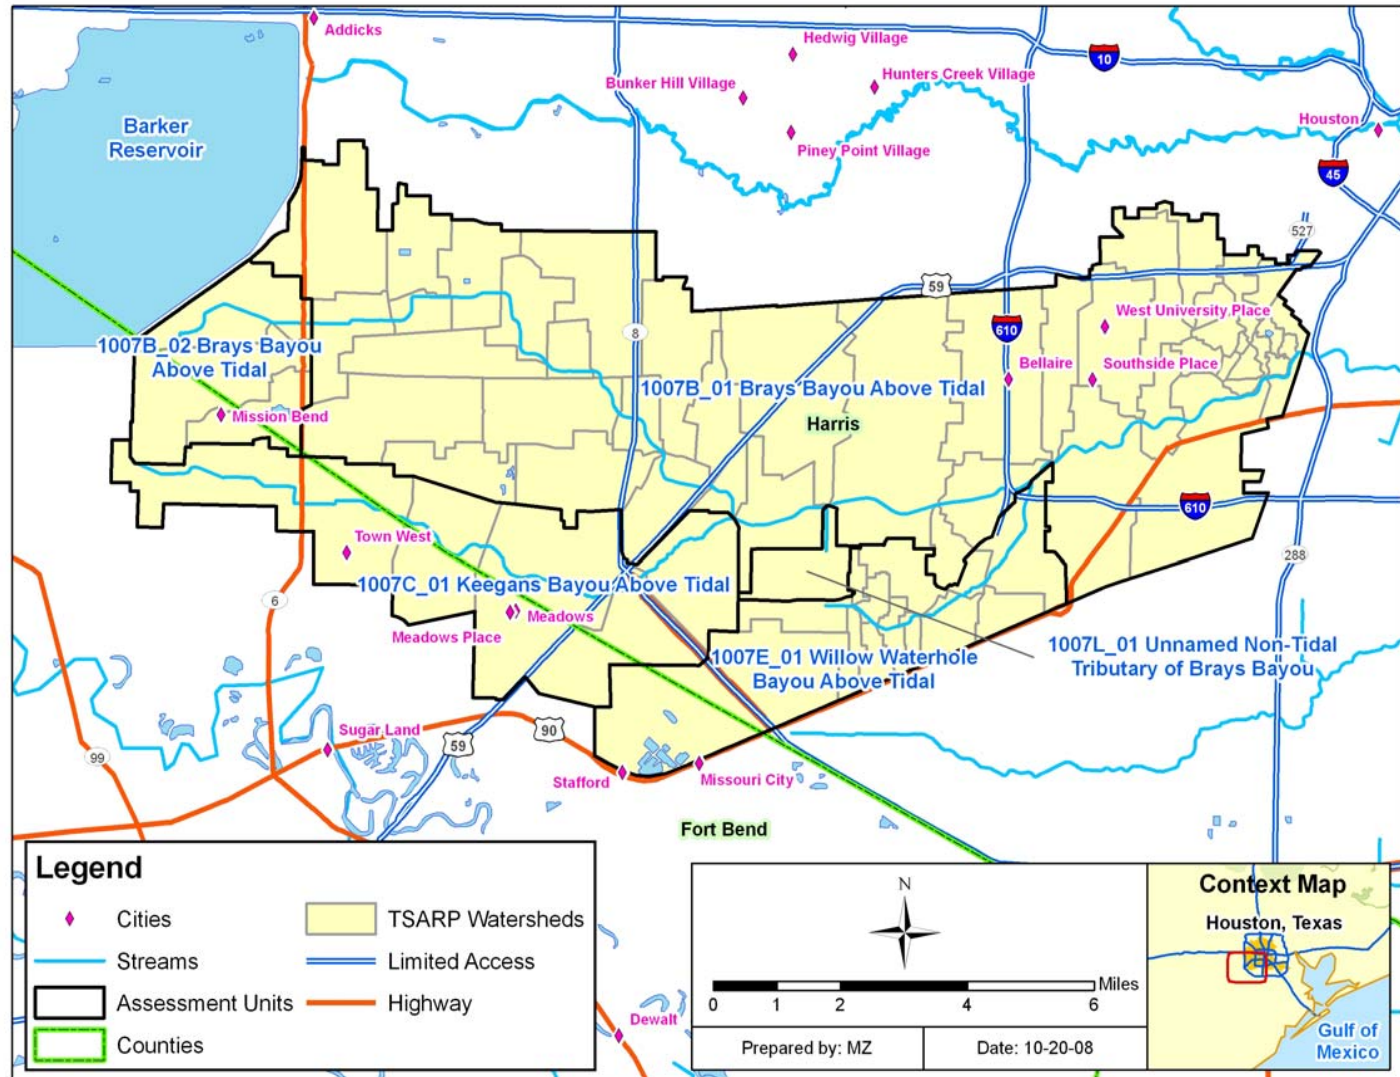 Addicks
Hedwig Village
10
Bunker Hill Village
Hunters Creek Village
Houston
Barker
Reservoir
Piney Point Village
45
527
59
West University Place
610
8
1007B_02 Brays Bayou
Above Tidal
Bellaire
Southside Place
1007B_01 Brays Bayou Above Tidal
Mission Bend
Harris
610
Town West
288
1007C_01 Keegans Bayou Above Tidal
6
Meadows
Meadows Place
1007E_01 Willow Waterhole
Bayou Above Tidal
1007L_01 Unnamed Non-Tidal
Tributary of Brays Bayou
Sugar Land
90
59
99
Stafford
Missouri City
Fort Bend
Legend
Cities
TSARP Watersheds
Streams
Limited Access
Assessment Units
Highway
Counties
Dewalt
N
Miles
0 1 2 4 6
Prepared by: MZ
Date: 10-20-08
Context Map
Houston, Texas
Gulf of
Mexico